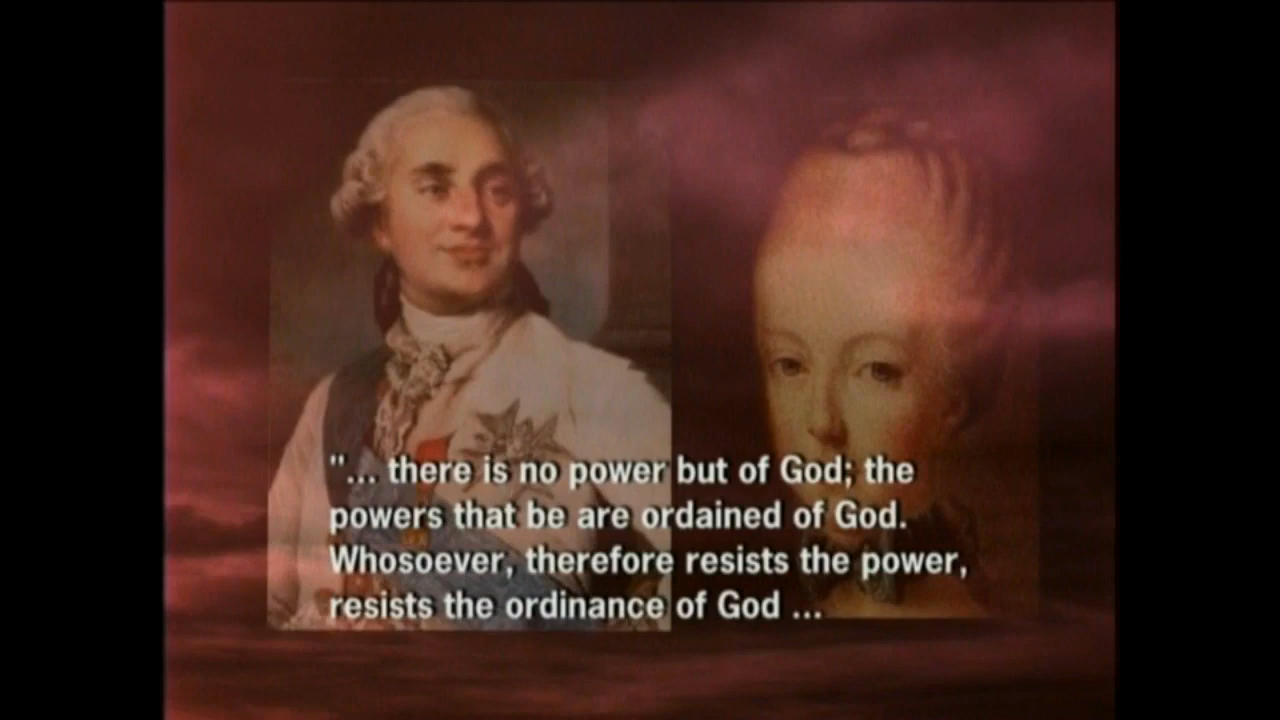 "... there is no power but of God; the
powers that be are ordained of God.
Whosoever, therefore resists the power,
resists the ordinance of God ...